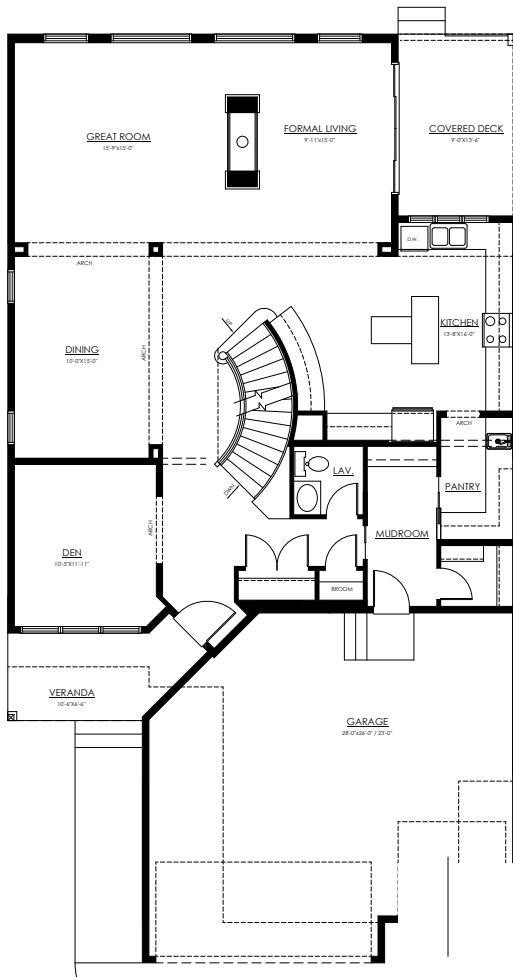 GREAT ROOM
15'-9"x15'-0"
FORMAL LIVING
9'-11"x15'-0"
COVERED DECK
9'-0"x13'-6"
D.W.
ARCH
DINING
10'-0"x15'-0"
ARCH
UP
KITCHEN
13'-8"x16'-0"
ARCH
LAV.
PANTRY
DWN
MUDROOM
ARCH
DEN
10'-5"x11'-11"
BROOM
VERANDA
10'-6"x6'-6"
GARAGE
28'-0"x26'-0" / 23'-0"